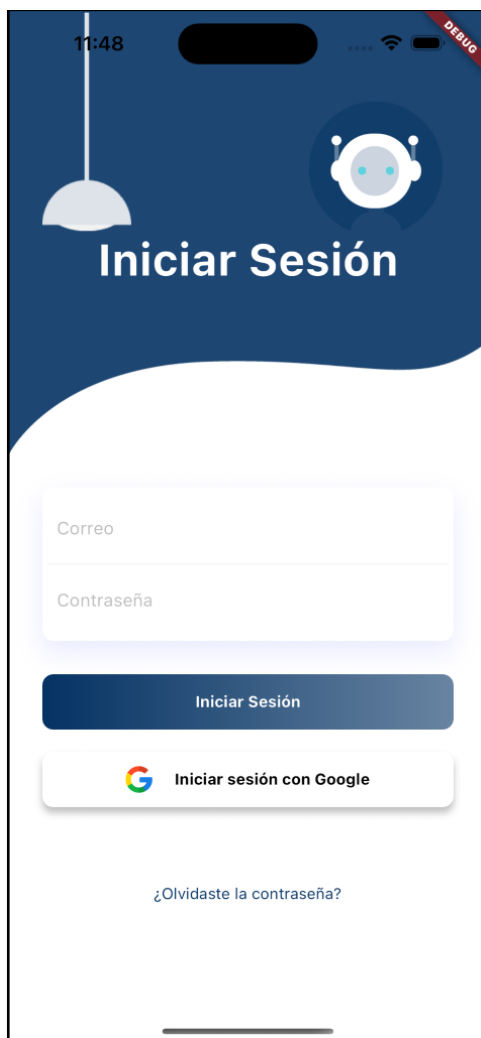 11:48
DEBUG
Iniciar Sesión
Correo
Contraseña
Iniciar Sesión
Iniciar sesión con Google
¿Olvidaste la contraseña?